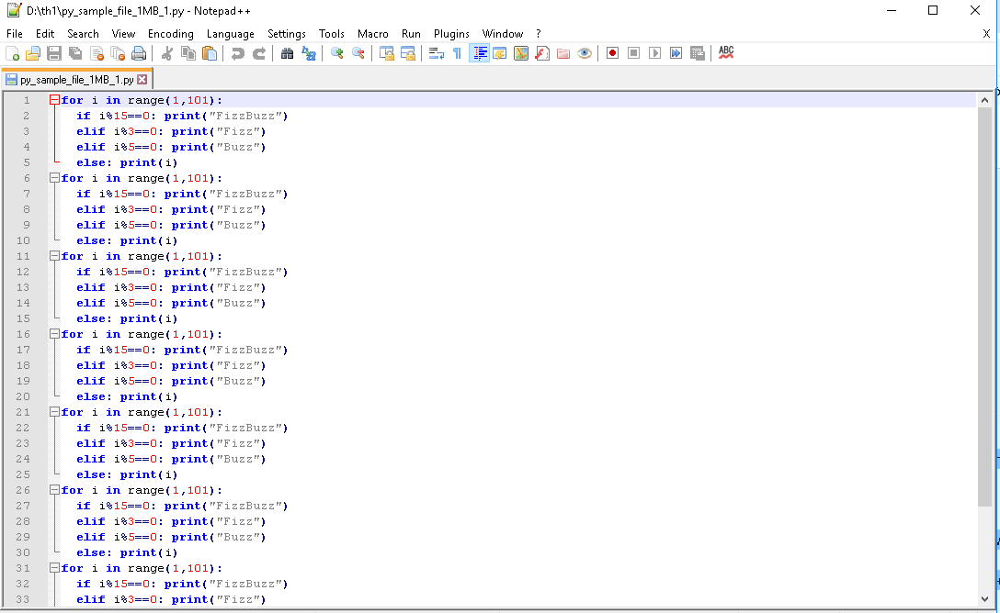 D:\th1\py_sample_file_1MB_1.py - Notepad++
File Edit Search View Encoding Language Settings Tools Macro Run Plugins Window ? X
ABC
py_sample_file_1MB_1.py
1 for i in range(1,101):
2 if i%15==0: print("FizzBuzz")
3 elif i%3==0: print("Fizz")
4 elif i%5==0: print("Buzz")
5 else: print(i)
6 for i in range(1,101):
7 if i%15==0: print("FizzBuzz")
8 elif i%3==0: print("Fizz")
9 elif i%5==0: print("Buzz")
10 else: print(i)
11 for i in range(1,101):
12 if i%15==0: print("FizzBuzz")
13 elif i%3==0: print("Fizz")
14 elif i%5==0: print("Buzz")
15 else: print(i)
16 for i in range(1,101):
17 if i%15==0: print("FizzBuzz")
18 elif i%3==0: print("Fizz")
19 elif i%5==0: print("Buzz")
20 else: print(i)
21 for i in range(1,101):
22 if i%15==0: print("FizzBuzz")
23 elif i%3==0: print("Fizz")
24 elif i%5==0: print("Buzz")
25 else: print(i)
26 for i in range(1,101):
27 if i%15==0: print("FizzBuzz")
28 elif i%3==0: print("Fizz")
29 elif i%5==0: print("Buzz")
30 else: print(i)
31 for i in range(1,101):
32 if i%15==0: print("FizzBuzz")
33 elif i%3==0: print("Fizz")